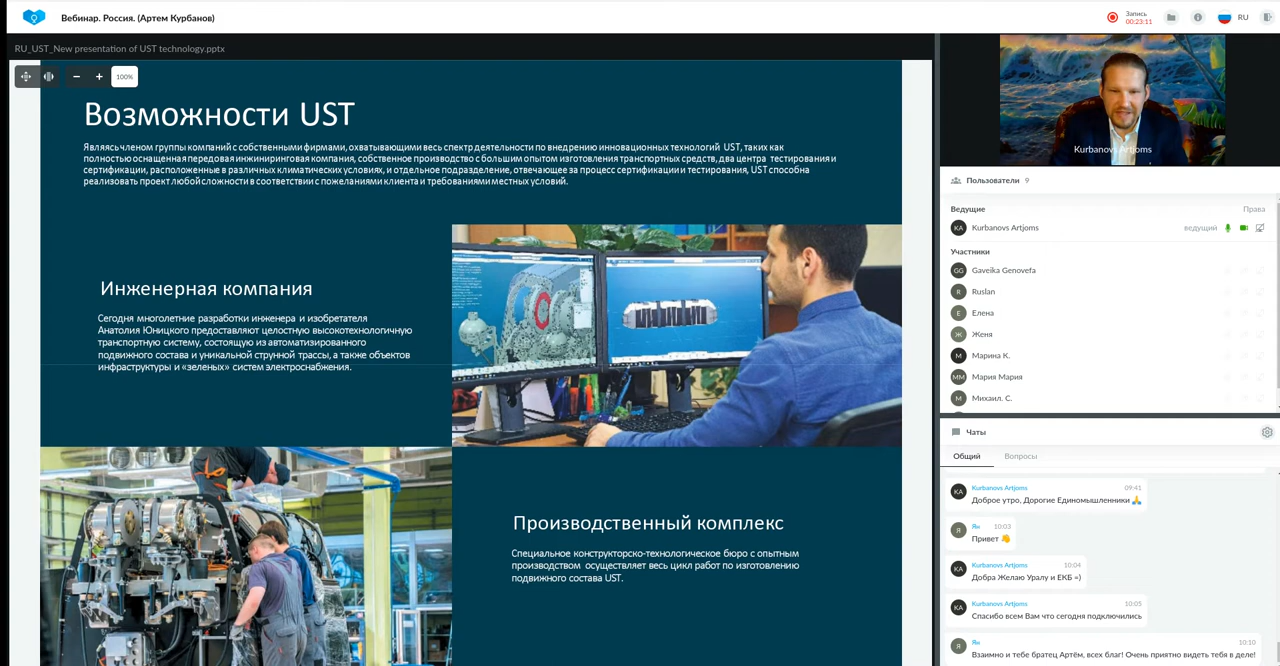 Вебинар. Россия. (Артем Курбанов)
Запись
00:23:11
RU
RU_UST_New presentation of UST technology.pptx
100%
Возможности UST
Являясь членом группы компаний с собственными фирмами, охватывающими весь спектр деятельности по внедрению инновационных технологий UST, таких как
полностью оснащенная передовая инжиниринговая компания, собственное производство с большим опытом изготовления транспортных средств, два центра тестирования и
сертификации, расположенные в различных климатических условиях, и отдельное подразделение, отвечающее за процесс сертификации и тестирования, UST способна
реализовать проект любой сложности в соответствии с пожеланиями клиента и требованиями местных условий.
Инженерная компания
Сегодня многолетние разработки инженера и изобретателя
Анатолия Юницкого предоставляют целостную высокотехнологичную
транспортную систему, состоящую из автоматизированного
подвижного состава и уникальной струнной трассы, а также объектов
инфраструктуры и «зеленых» систем электроснабжения.
Производственный комплекс
Специальное конструкторско-технологическое бюро с опытным
производством осуществляет весь цикл работ по изготовлению
подвижного состава UST.
Kurbanovs Artjoms
Пользователи 9
Ведущие Права
KA Kurbanovs Artjoms ведущий
Участники
GG Gaveika Genovefa
R Ruslan
Е Елена
Ж Женя
М Марина К.
ММ Мария Мария
М Михаил. С.
Чаты
Общий Вопросы
KA Kurbanovs Artjoms 09:41
Доброе утро, Дорогие Единомышленники 🙏
Я Ян 10:03
Привет 👋
KA Kurbanovs Artjoms 10:04
Добра Желаю Уралу и ЕКБ =)
KA Kurbanovs Artjoms 10:05
Спасибо всем Вам что сегодня подключились
Я Ян 10:10
Взаимно и тебе братец Артём, всех благ! Очень приятно видеть тебя в деле!